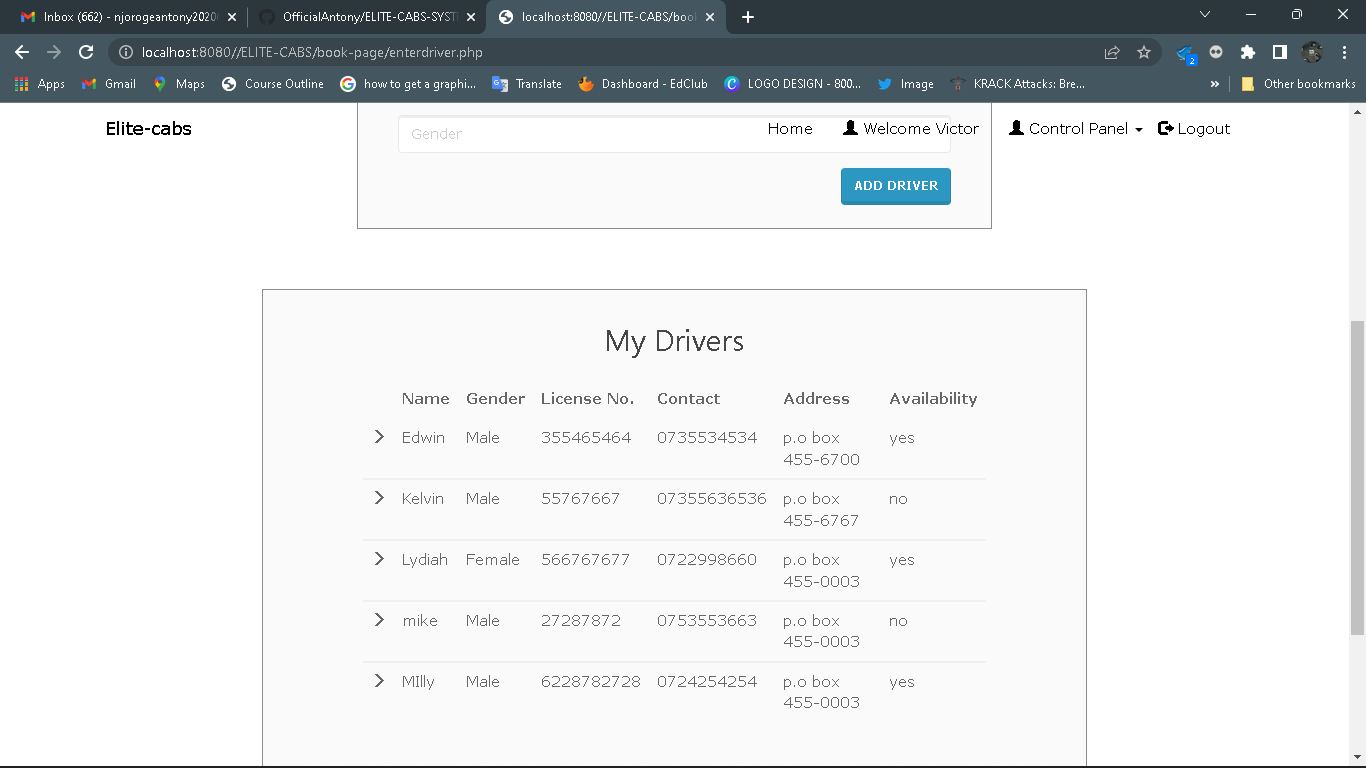 Inbox (662) - njorogeantony2020
OfficialAntony/ELITE-CABS-SYST
localhost:8080//ELITE-CABS/boo
localhost:8080//ELITE-CABS/book-page/enterdriver.php
2
Apps Gmail Maps Course Outline how to get a graphi... Translate Dashboard - EdClub LOGO DESIGN - 800... Image KRACK Attacks: Bre... » Other bookmarks
Elite-cabs Home Welcome Victor Control Panel Logout
Gender
ADD DRIVER
My Drivers
Name Gender License No. Contact Address Availability
Edwin Male 355465464 0735534534 p.o box yes
455-6700
Kelvin Male 55767667 07355636536 p.o box no
455-6767
Lydiah Female 566767677 0722998660 p.o box yes
455-0003
mike Male 27287872 0753553663 p.o box no
455-0003
MIlly Male 6228782728 0724254254 p.o box yes
455-0003